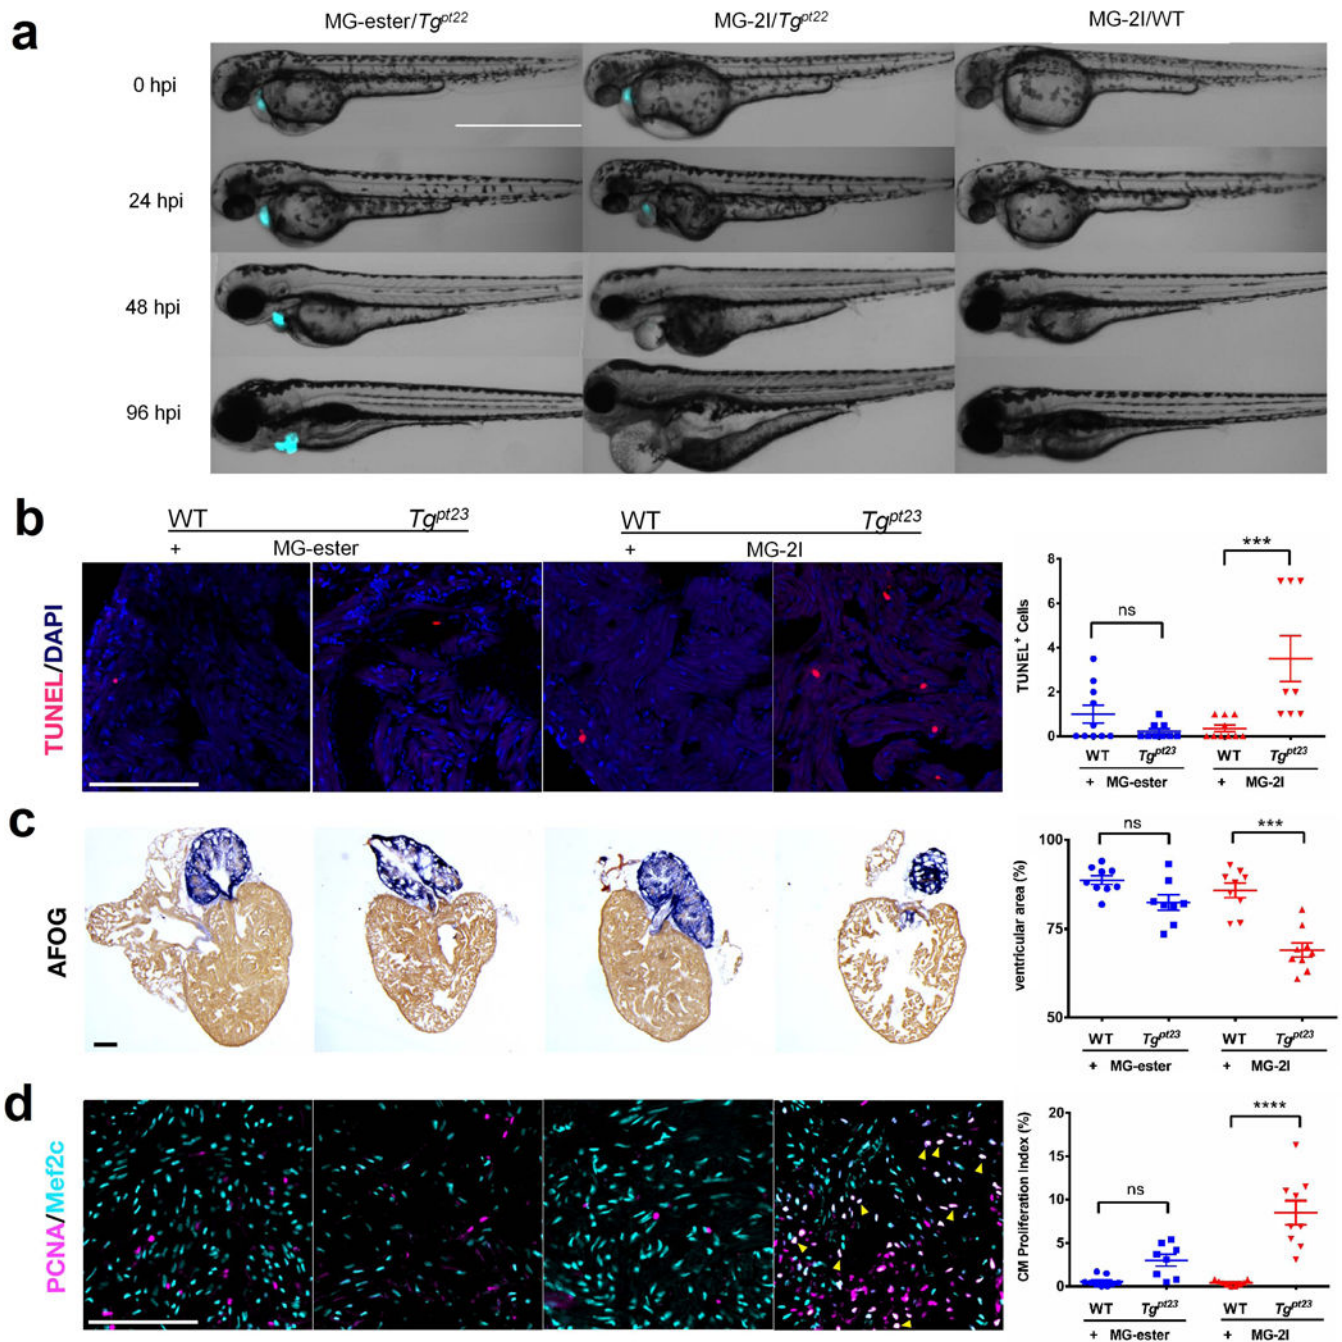 a
MG-ester/Tgpt22 MG-2I/Tgpt22 MG-2I/WT
0 hpi
24 hpi
48 hpi
96 hpi
b
WT Tgpt23 WT Tgpt23
+ MG-ester + MG-2I
TUNEL/DAPI
TUNEL+ Cells
8
6
4
2
0
ns
***
WT Tgpt23 WT Tgpt23
+ MG-ester + MG-2I
c
AFOG
ventricular area (%)
100
75
50
ns
***
WT Tgpt23 WT Tgpt23
+ MG-ester + MG-2I
d
PCNA/Mef2c
CM Proliferation Index (%)
20
15
10
5
0
ns
****
WT Tgpt23 WT Tgpt23
+ MG-ester + MG-2I